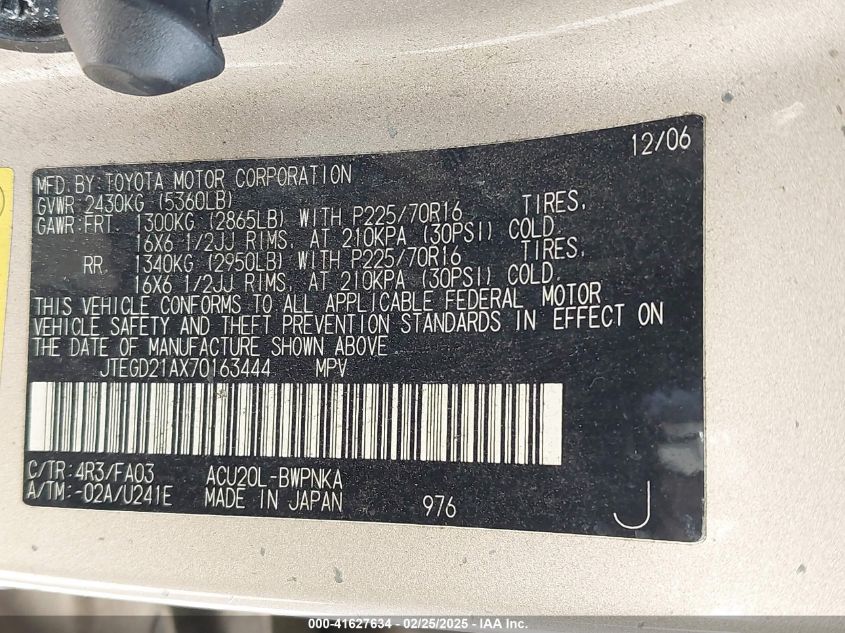 12/06
MFD. BY: TOYOTA MOTOR CORPORATION
GVWR 2430KG (5360LB)
GAWR: FRT. 1300KG (2865LB) WITH P225/70R16 TIRES,
16X6 1/2JJ RIMS, AT 210KPA (30PSI) COLD.
RR. 1340KG (2950LB) WITH P225/70R16 TIRES,
16X6 1/2JJ RIMS, AT 210KPA (30PSI) COLD.
THIS VEHICLE CONFORMS TO ALL APPLICABLE FEDERAL MOTOR
VEHICLE SAFETY AND THEFT PREVENTION STANDARDS IN EFFECT ON
THE DATE OF MANUFACTURE SHOWN ABOVE
JTEGD21AX70163444 MPV
C/TR: 4R3/FA03 ACU20L-BWPNKA
A/TM: -02A/U241E MADE IN JAPAN 976 J
000-41627634 - 02/25/2025 - IAA Inc.